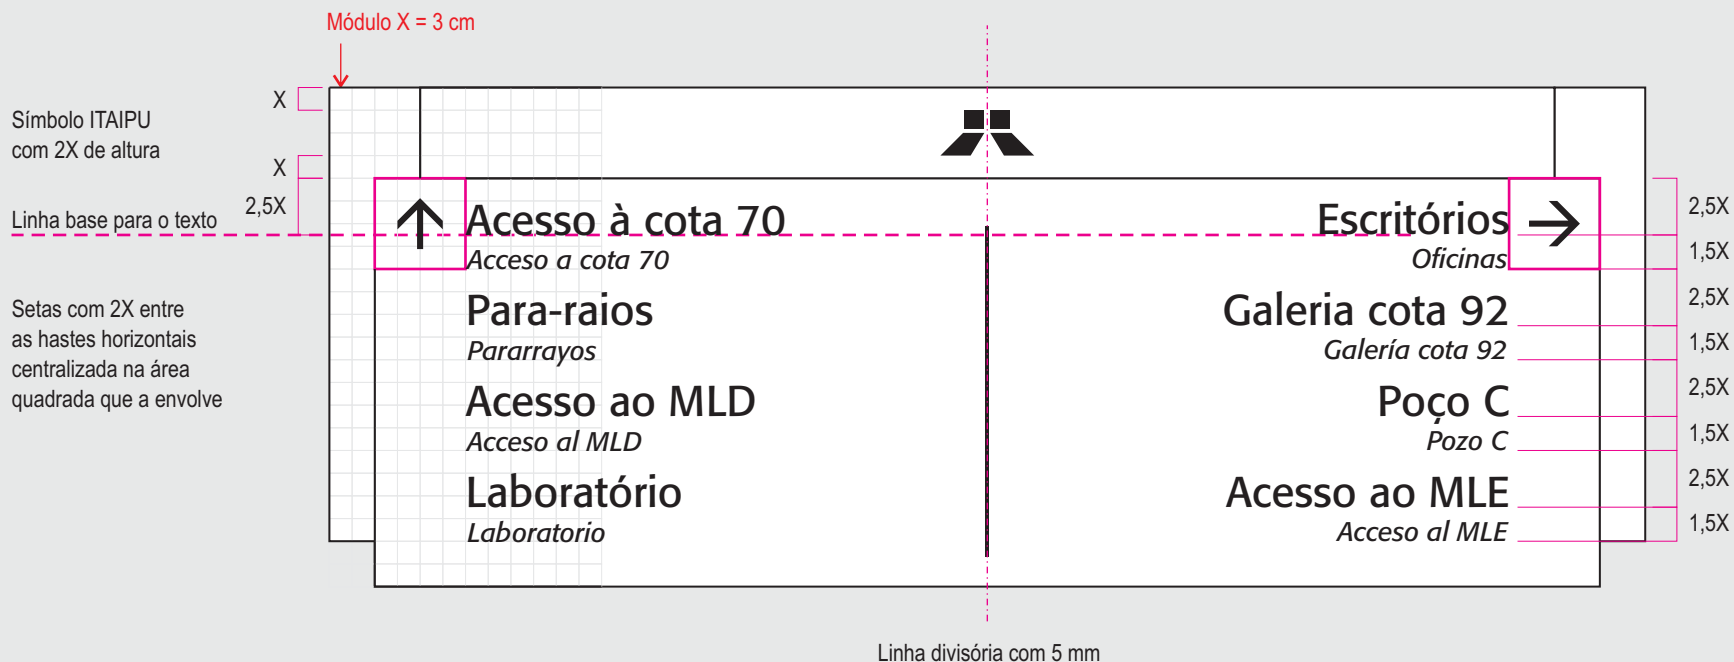 Módulo X = 3 cm
X
Símbolo ITAIPU
com 2X de altura
X
2,5X
Linha base para o texto
Setas com 2X entre
as hastes horizontais
centralizada na área
quadrada que a envolve
Acesso à cota 70
Acceso a cota 70
Para-raios
Pararrayos
Acesso ao MLD
Acceso al MLD
Laboratório
Laboratorio
Escritórios
Oficinas
Galeria cota 92
Galería cota 92
Poço C
Pozo C
Acesso ao MLE
Acceso al MLE
2,5X
1,5X
2,5X
1,5X
2,5X
1,5X
2,5X
1,5X
Linha divisória com 5 mm